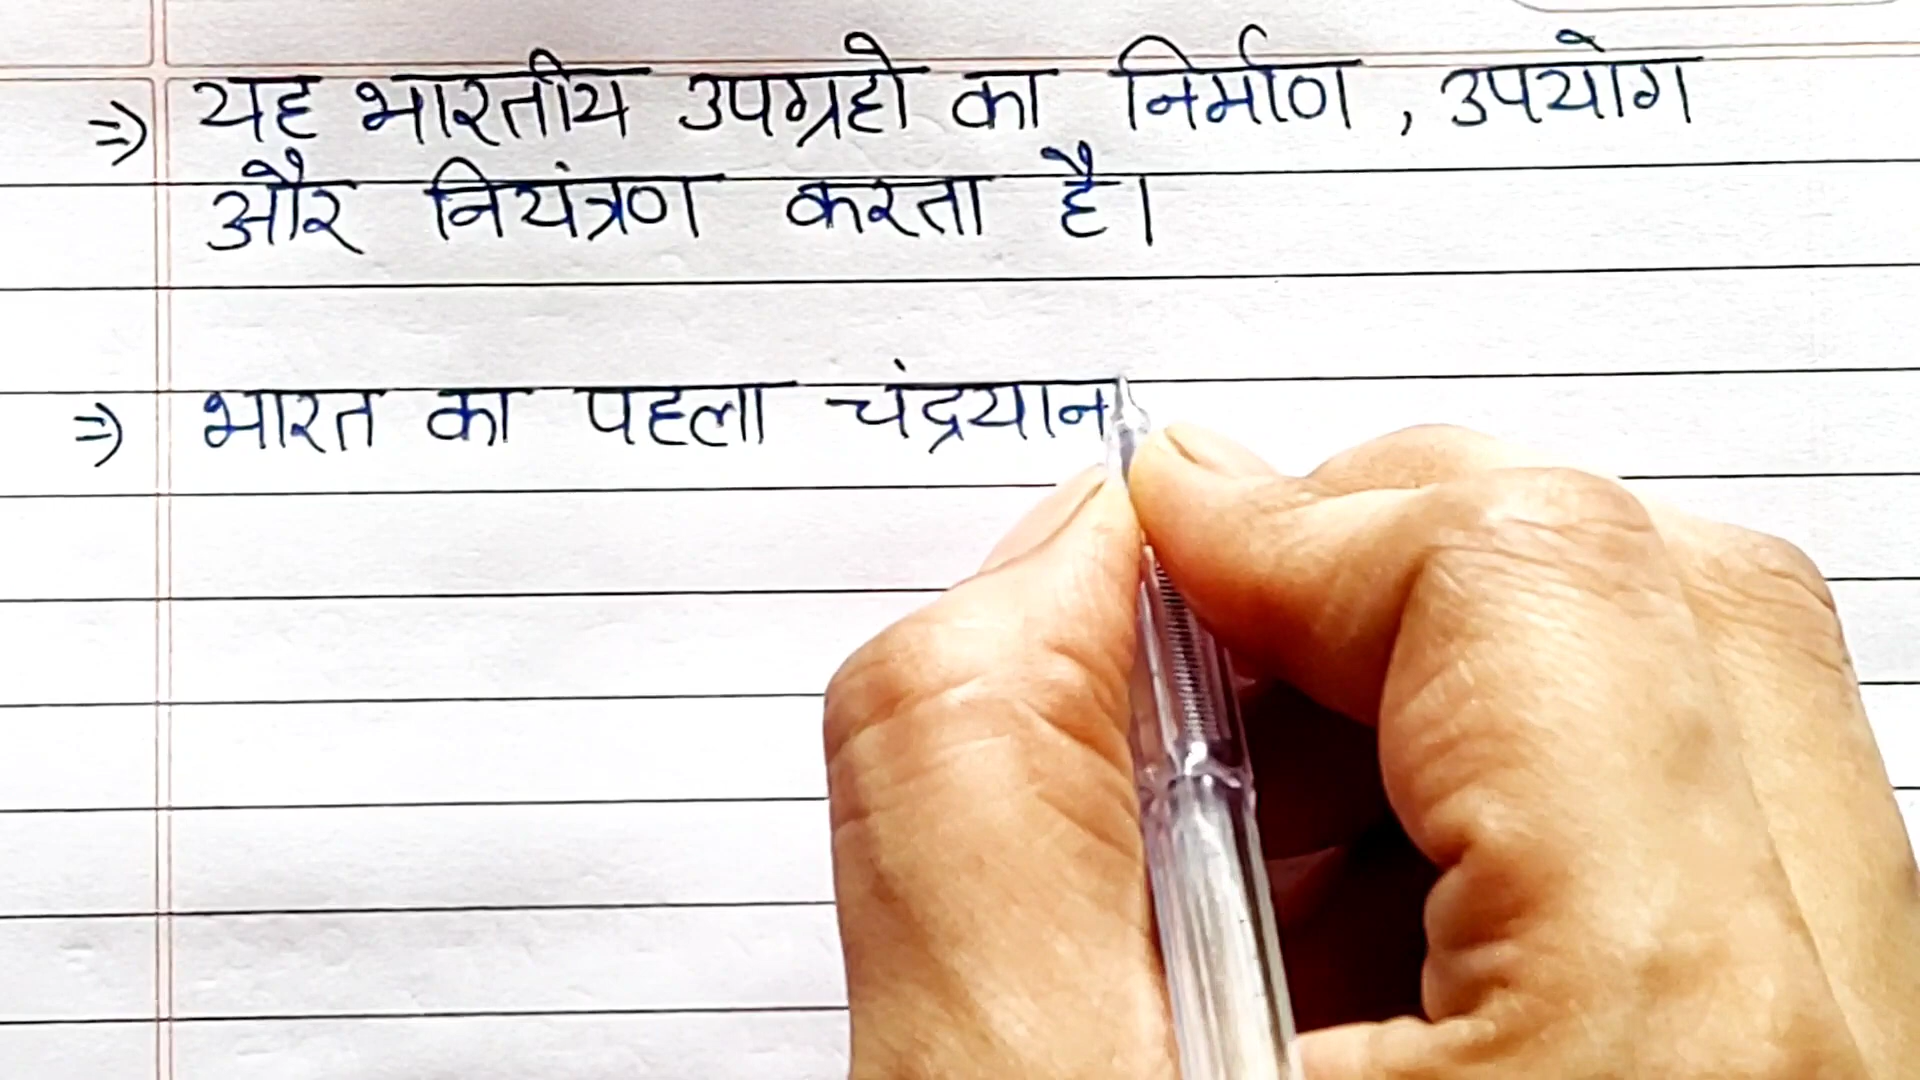 ⇒ यह भारतीय उपग्रहो का निर्माण, उपयोग
और नियंत्रण करता है।
⇒ भारत का पहला चंद्रयान